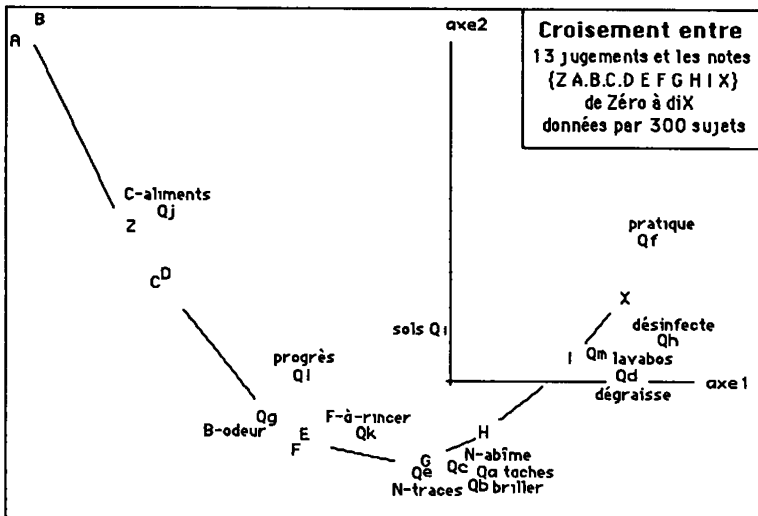 B
A
axe2
Croisement entre
13 jugements et les notes
{Z A.B.C.D E F G H I X}
de Zéro à diX
données par 300 sujets
C-aliments
Qj
Z
pratique
Qf
C D
X
sols Qi
désinfecte
Qh
progrès
Ql
I Qm lavabos
Qd
axe1
dégraisse
Qg
F-à-rincer
B-odeur
E
Qk
F
H
G
N-abîme
Qe
Qc
Qa taches
N-traces
Qb briller